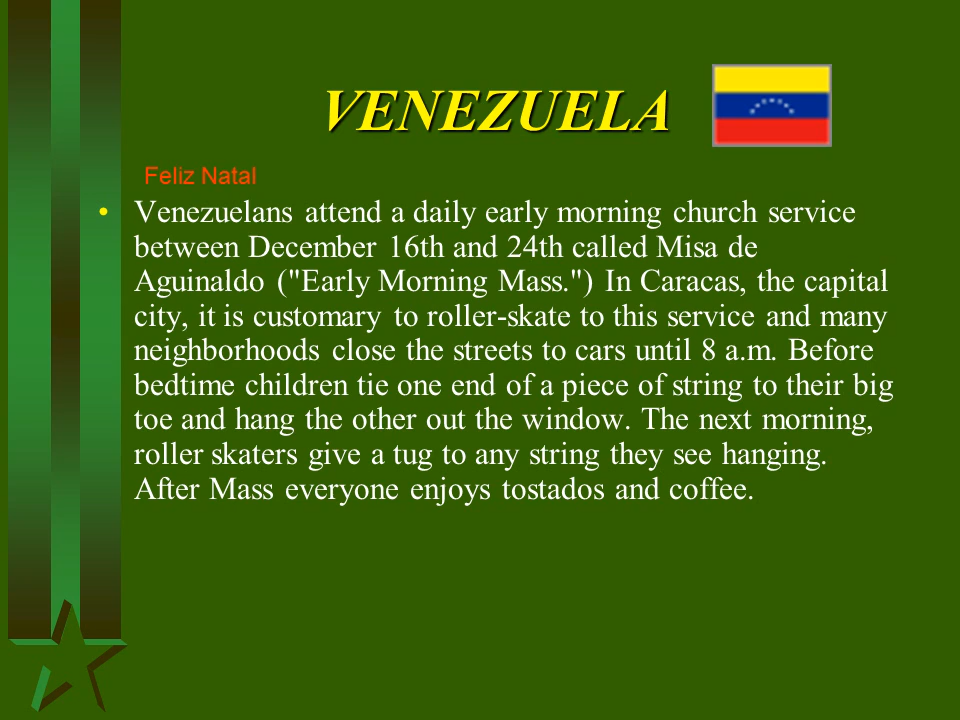 VENEZUELA
Feliz Natal
• Venezuelans attend a daily early morning church service
between December 16th and 24th called Misa de
Aguinaldo ("Early Morning Mass.") In Caracas, the capital
city, it is customary to roller-skate to this service and many
neighborhoods close the streets to cars until 8 a.m. Before
bedtime children tie one end of a piece of string to their big
toe and hang the other out the window. The next morning,
roller skaters give a tug to any string they see hanging.
After Mass everyone enjoys tostados and coffee.